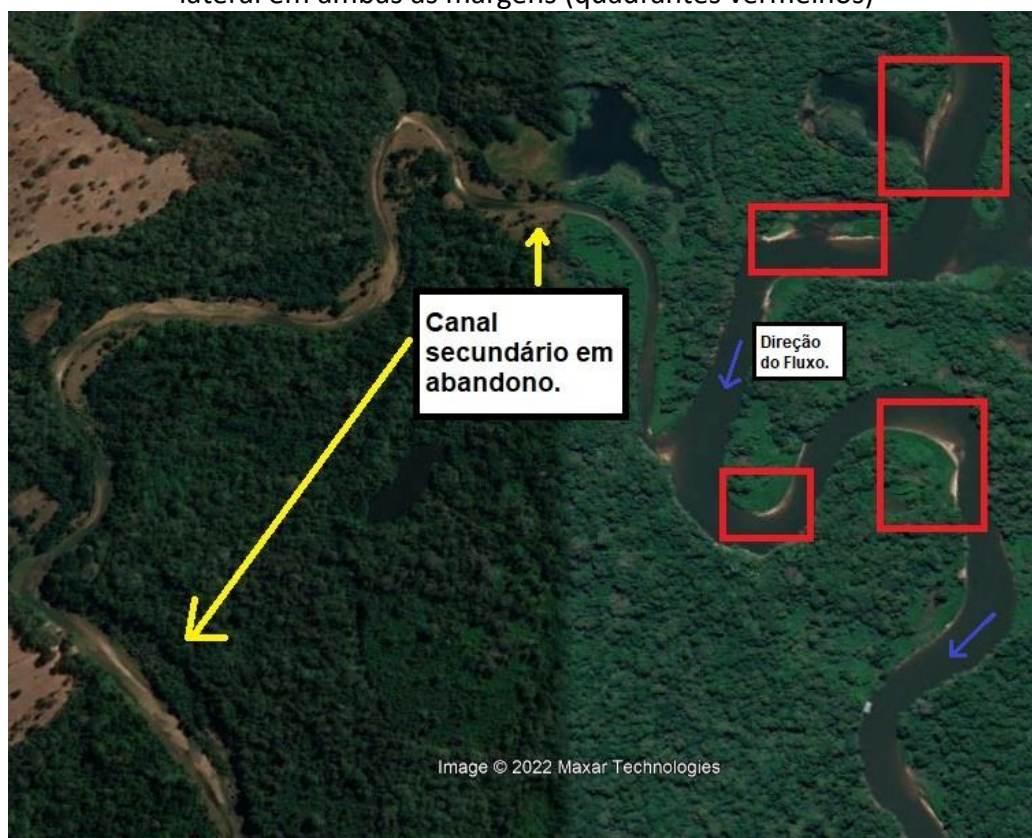 lateral em ambas as margens (quadrantes vermelhos)
Canal
secundário em
abandono.
Direção
do Fluxo.
Image © 2022 Maxar Technologies